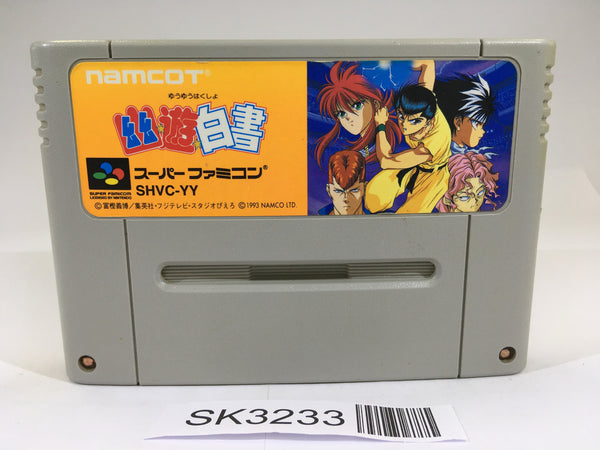 namcoT®
ゆうゆうはくしょ
幽☆遊☆白書
SUPER FAMICOM
LICENSED BY NINTENDO
スーパーファミコン®
SHVC-YY
©冨樫義博/集英社・フジテレビ・スタジオぴえろ ©1993 NAMCO LTD.
SK3233